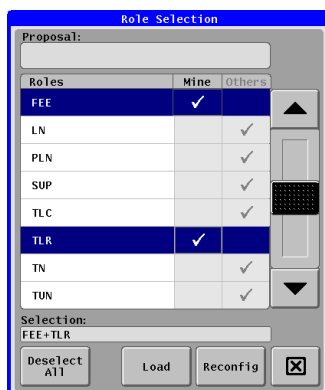 Role Selection
Proposal:
Roles Mine Others
FEE ✓
LN ✓
PLN ✓
SUP ✓
TLC ✓
TLR ✓
TN ✓
TUN ✓
Selection:
FEE+TLR
Deselect All Load Reconfig